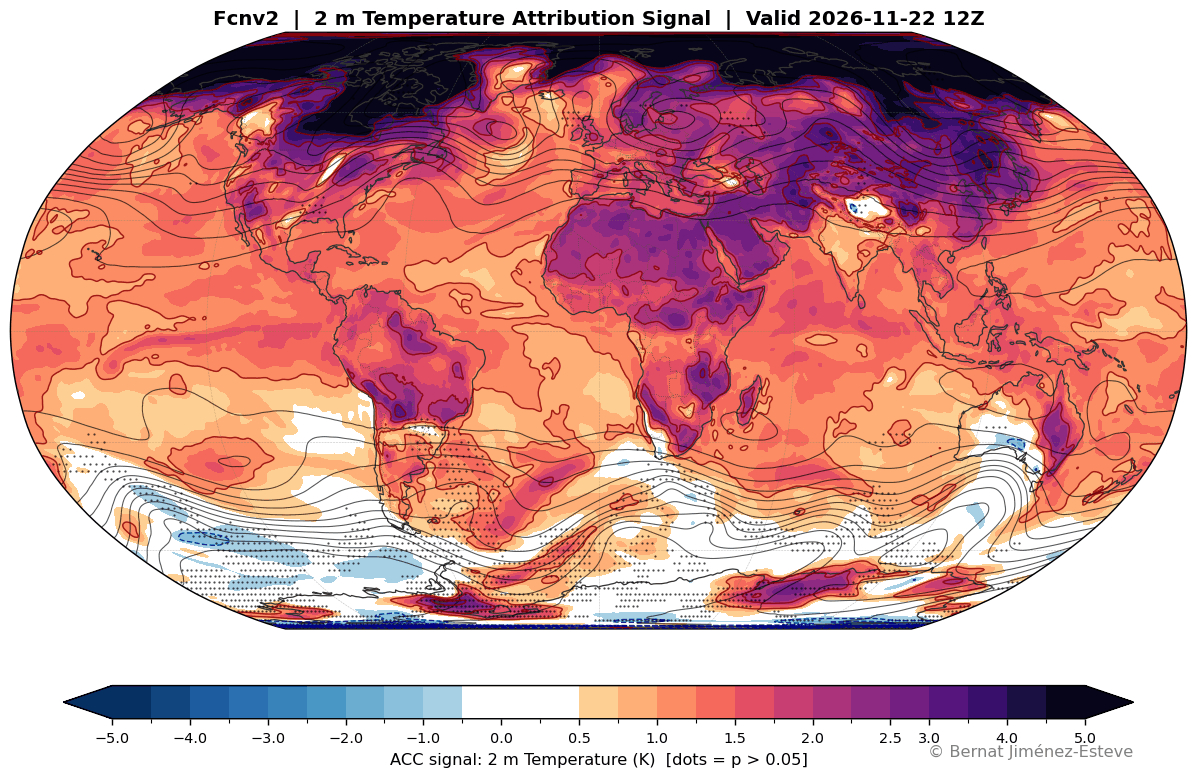 Fcnv2 | 2 m Temperature Attribution Signal | Valid 2026-11-22 12Z
−5.0 −4.0 −3.0 −2.0 −1.0 0.0 0.5 1.0 1.5 2.0 2.5 3.0 4.0 5.0
ACC signal: 2 m Temperature (K) [dots = p > 0.05]
© Bernat Jiménez-Esteve